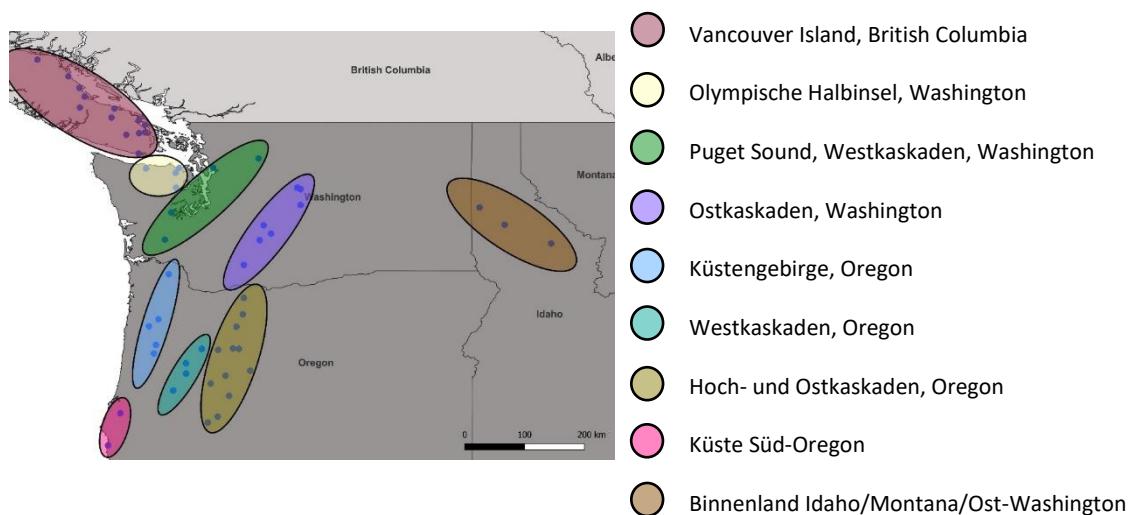 British Columbia
Albe
Washington
Montana
Idaho
Oregon
0 100 200 km
Vancouver Island, British Columbia
Olympische Halbinsel, Washington
Puget Sound, Westkaskaden, Washington
Ostkaskaden, Washington
Küstengebirge, Oregon
Westkaskaden, Oregon
Hoch- und Ostkaskaden, Oregon
Küste Süd-Oregon
Binnenland Idaho/Montana/Ost-Washington